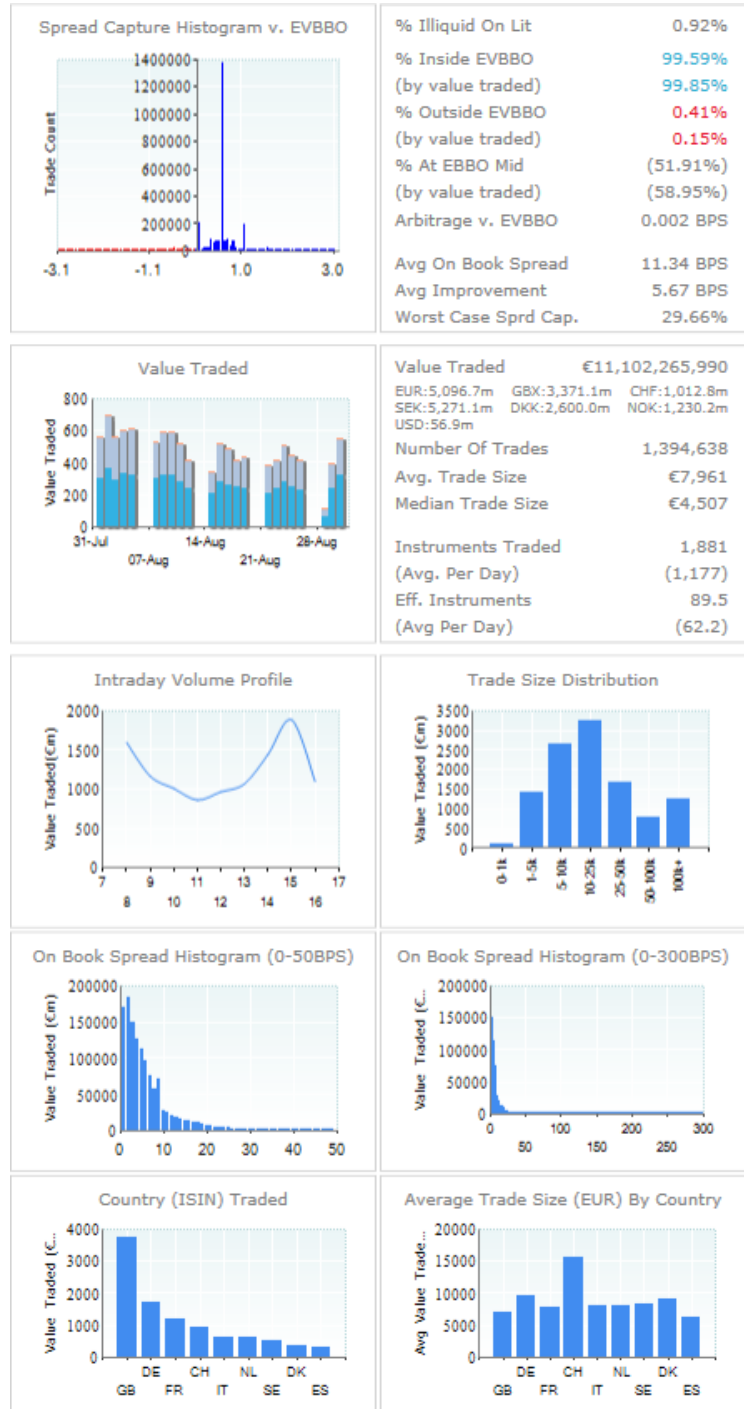 Spread Capture Histogram v. EVBBO
Trade Count
1400000
1200000
1000000
800000
600000
400000
200000
0
-3.1 -1.1 1.0 3.0
% Illiquid On Lit 0.92%
% Inside EVBBO 99.59%
(by value traded) 99.85%
% Outside EVBBO 0.41%
(by value traded) 0.15%
% At EBBO Mid (51.91%)
(by value traded) (58.95%)
Arbitrage v. EVBBO 0.002 BPS
Avg On Book Spread 11.34 BPS
Avg Improvement 5.67 BPS
Worst Case Sprd Cap. 29.66%
Value Traded
Value Traded
800
600
400
200
0
31-Jul 14-Aug 28-Aug
07-Aug 21-Aug
Value Traded €11,102,265,990
EUR:5,096.7m GBX:3,371.1m CHF:1,012.8m
SEK:5,271.1m DKK:2,600.0m NOK:1,230.2m
USD:56.9m
Number Of Trades 1,394,638
Avg. Trade Size €7,961
Median Trade Size €4,507
Instruments Traded 1,881
(Avg. Per Day) (1,177)
Eff. Instruments 89.5
(Avg Per Day) (62.2)
Intraday Volume Profile
Value Traded(€m)
2000
1500
1000
500
0
7 9 11 13 15 17
8 10 12 14 16
Trade Size Distribution
Value Traded (€m)
3500
3000
2500
2000
1500
1000
500
0
0-1k 1-5k 5-10k 10-25k 25-50k 50-100k 100k+
On Book Spread Histogram (0-50BPS)
Value Traded (€m)
200000
150000
100000
50000
0
0 10 20 30 40 50
On Book Spread Histogram (0-300BPS)
Value Traded (€...
200000
150000
100000
50000
0
0 100 200 300
50 150 250
Country (ISIN) Traded
Value Traded (€...
4000
3000
2000
1000
0
DE CH NL DK
GB FR IT SE ES
Average Trade Size (EUR) By Country
Avg Value Trade...
20000
15000
10000
5000
0
DE CH NL DK
GB FR IT SE ES